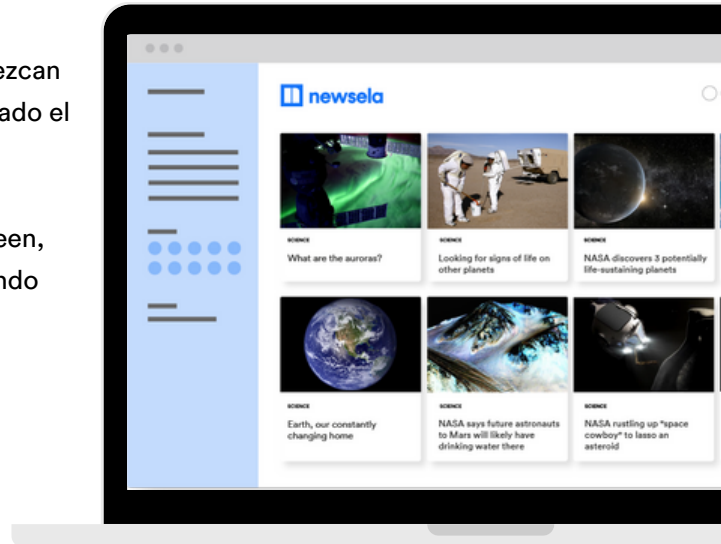 ezcan
ado el
een,
ndo
newsela
SCIENCE
What are the auroras?
SCIENCE
Looking for signs of life on
other planets
SCIENCE
NASA discovers 3 potentially
life-sustaining planets
SCIENCE
Earth, our constantly
changing home
SCIENCE
NASA says future astronauts
to Mars will likely have
drinking water there
SCIENCE
NASA rustling up "space
cowboy" to lasso an
asteroid